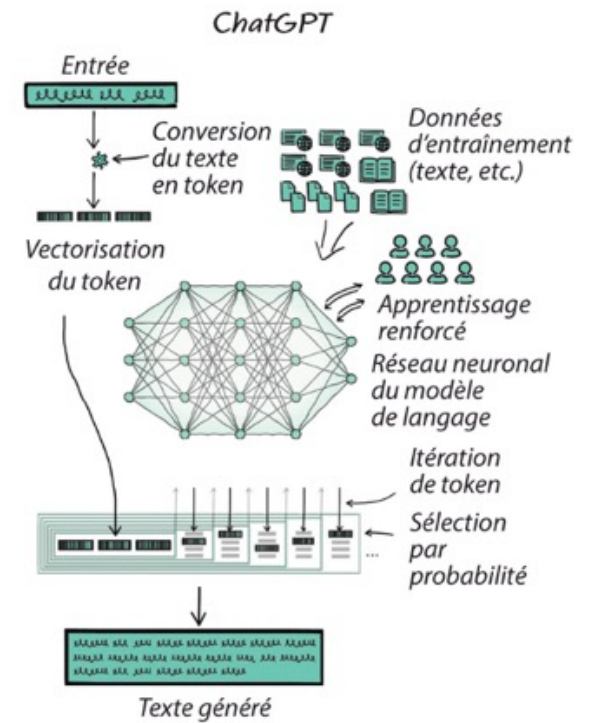 ChatGPT
Entrée
Conversion
du texte
en token
Données
d'entraînement
(texte, etc.)
Vectorisation
du token
Apprentissage
renforcé
Réseau neuronal
du modèle
de langage
Itération
de token
Sélection
par
probabilité
...
Texte généré